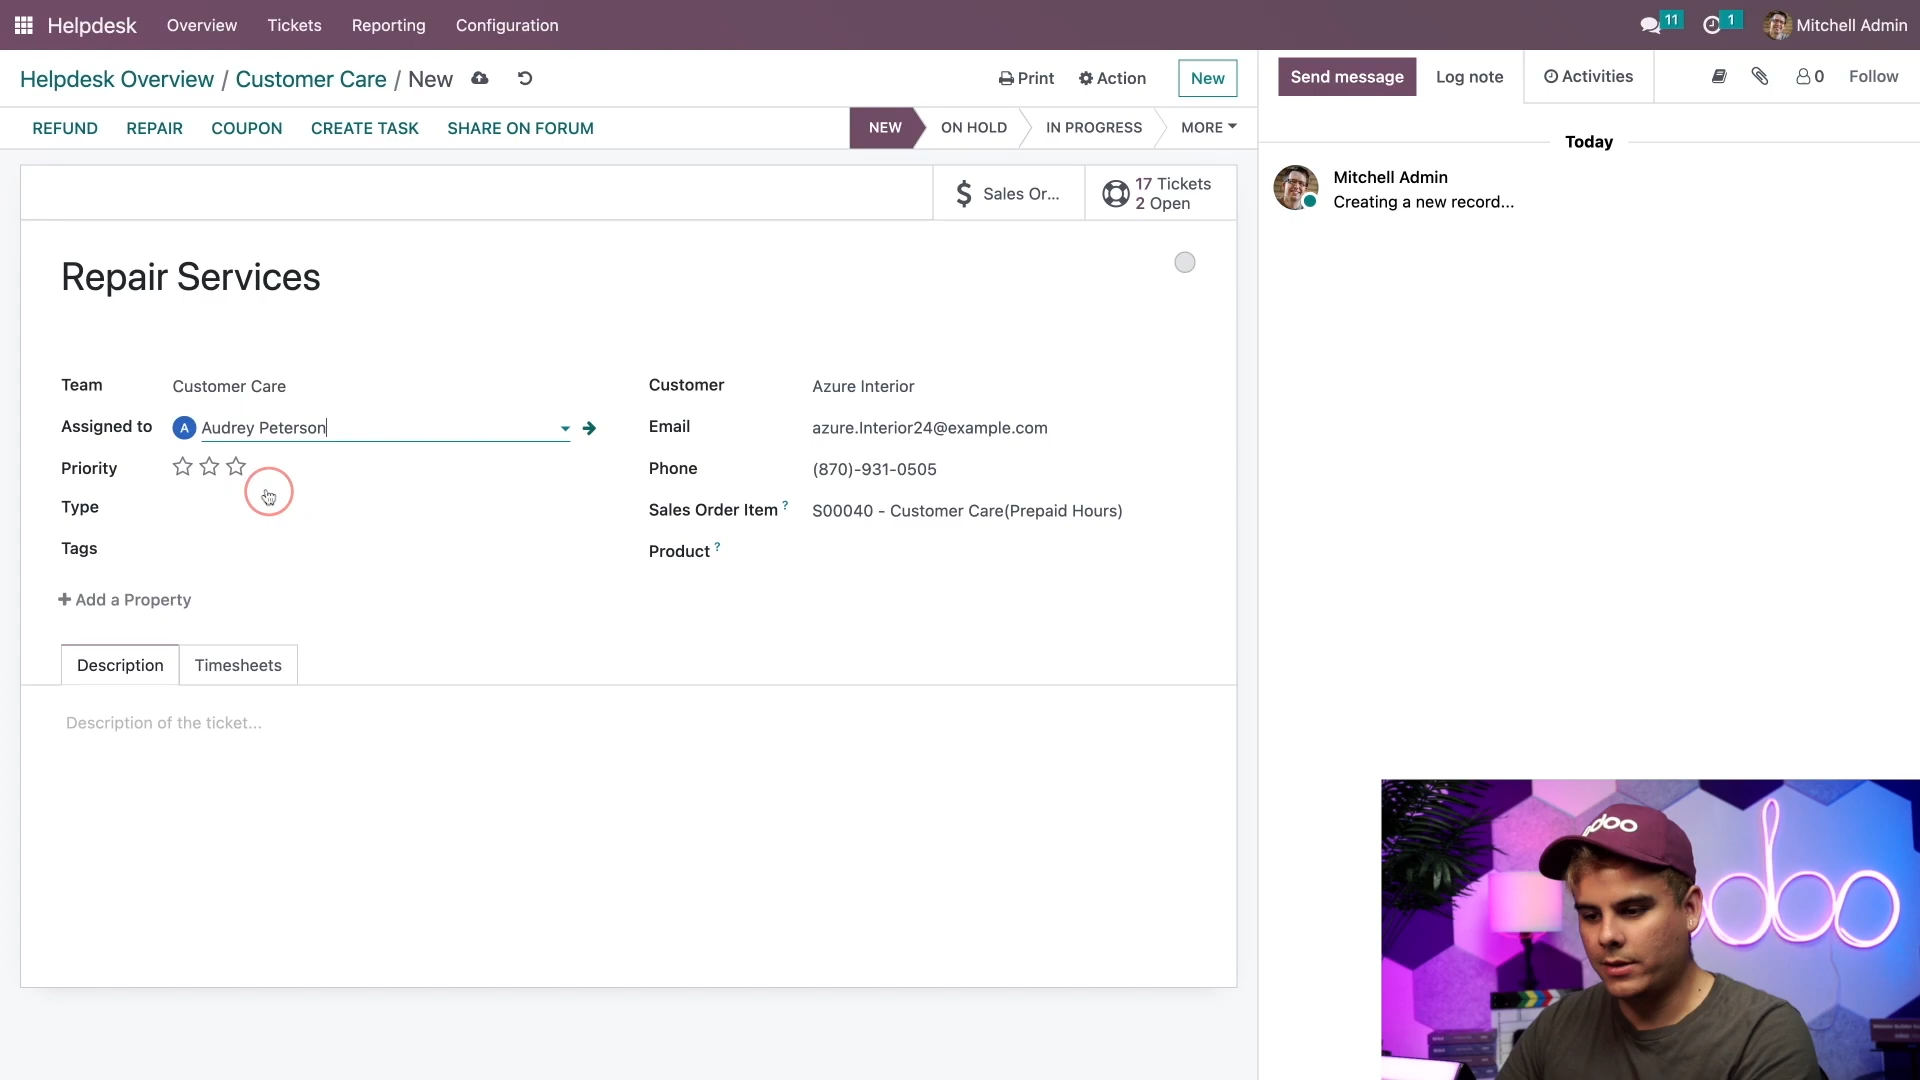 Helpdesk Overview Tickets Reporting Configuration 11 1 Mitchell Admin
Helpdesk Overview / Customer Care / New Print Action New Send message Log note Activities 0 Follow
REFUND REPAIR COUPON CREATE TASK SHARE ON FORUM NEW ON HOLD IN PROGRESS MORE
Today
Sales Or... 17 Tickets
2 Open
Mitchell Admin
Creating a new record...
Repair Services
Team Customer Care Customer Azure Interior
Assigned to A Audrey Peterson Email azure.Interior24@example.com
Priority Phone (870)-931-0505
Type Sales Order Item ? S00040 - Customer Care(Prepaid Hours)
Tags Product ?
+ Add a Property
Description Timesheets
Description of the ticket...
odoo
odoo